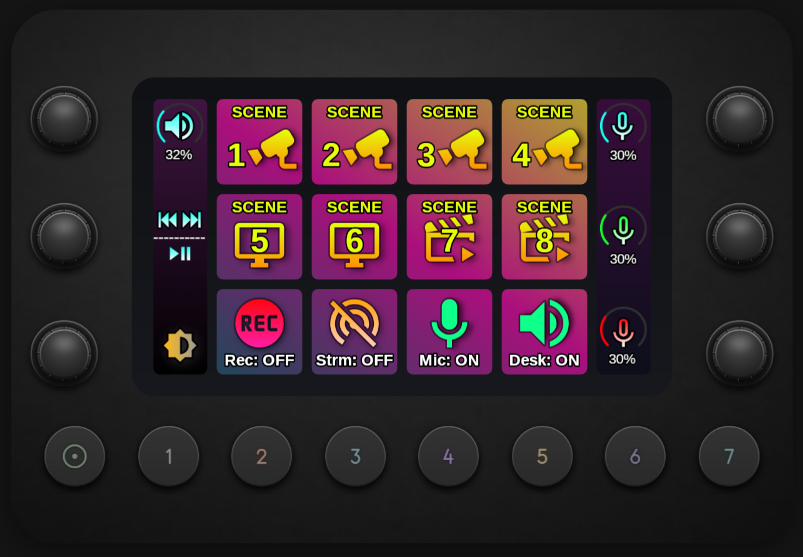 SCENE SCENE SCENE SCENE
1 2 3 4
32% 30%
SCENE SCENE SCENE SCENE
5 6 7 8
30%
REC
Rec: OFF Strm: OFF Mic: ON Desk: ON 30%
1 2 3 4 5 6 7